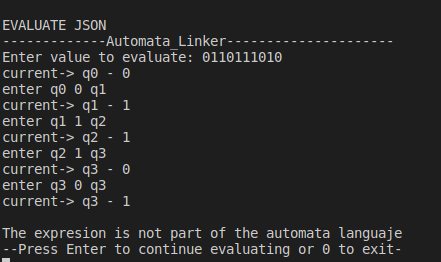 EVALUATE JSON
-------------Automata_Linker---------------------
Enter value to evaluate: 0110111010
current-> q0 - 0
enter q0 0 q1
current-> q1 - 1
enter q1 1 q2
current-> q2 - 1
enter q2 1 q3
current-> q3 - 0
enter q3 0 q3
current-> q3 - 1
The expresion is not part of the automata languaje
--Press Enter to continue evaluating or 0 to exit-